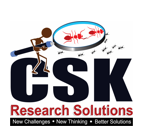 CSK
Research Solutions
New Challenges • New Thinking • Better Solutions